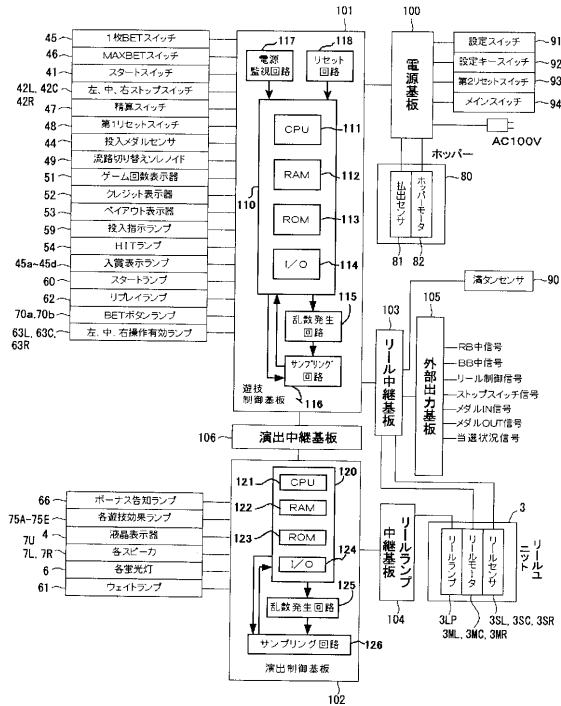 101
100
45 1枚BETスイッチ
46 MAXBETスイッチ
41 スタートスイッチ
42L, 42C
42R
左、中、右ストップスイッチ
47 精算スイッチ
48 第1リセットスイッチ
44 投入メダルセンサ
49 流路切り替えソレノイド
51 ゲーム回数表示器
52 クレジット表示器
53 ペイアウト表示器
59 投入指示ランプ
54 HITランプ
45a~45d 入賞表示ランプ
60 スタートランプ
62 リプレイランプ
70a,70b BETボタンランプ
63L, 63C,
63R
左、中、右操作有効ランプ
117
118
電源
監視回路
リセット
回路
CPU 111
RAM 112
ROM 113
I/O 114
110
115
乱数発生
回路
サンプリング
回路
116
遊技
制御基板
電源基板
設定スイッチ 91
設定キースイッチ 92
第2リセットスイッチ 93
メインスイッチ 94
AC100V
ホッパー
80
払出センサ
ホッパーモータ
81 82
満タンセンサ 90
103
リール中継基板
105
外部出力基板
RB中信号
BB中信号
リール制御信号
ストップスイッチ信号
メダルIN信号
メダルOUT信号
当選状況信号
106 演出中継基板
66 ボーナス告知ランプ
75A~75E 各遊技効果ランプ
4 液晶表示器
7U
7L, 7R
各スピーカ
6 各蛍光灯
61 ウェイトランプ
120
121 CPU
122 RAM
123 ROM
I/O 124
125
乱数発生回路
サンプリング回路 126
演出制御基板
102
リールランプ
中継基板
104
3
リールユニット
リールランプ
リールモータ
リールセンサ
3LP
3ML, 3MC, 3MR
3SL, 3SC, 3SR